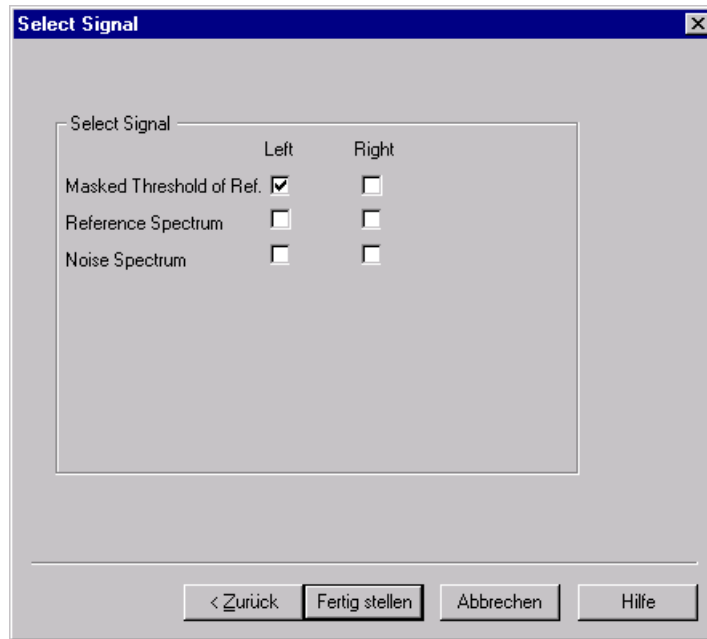 Select Signal
Select Signal
Left Right
Masked Threshold of Ref.
Reference Spectrum
Noise Spectrum
< Zurück Fertig stellen Abbrechen Hilfe